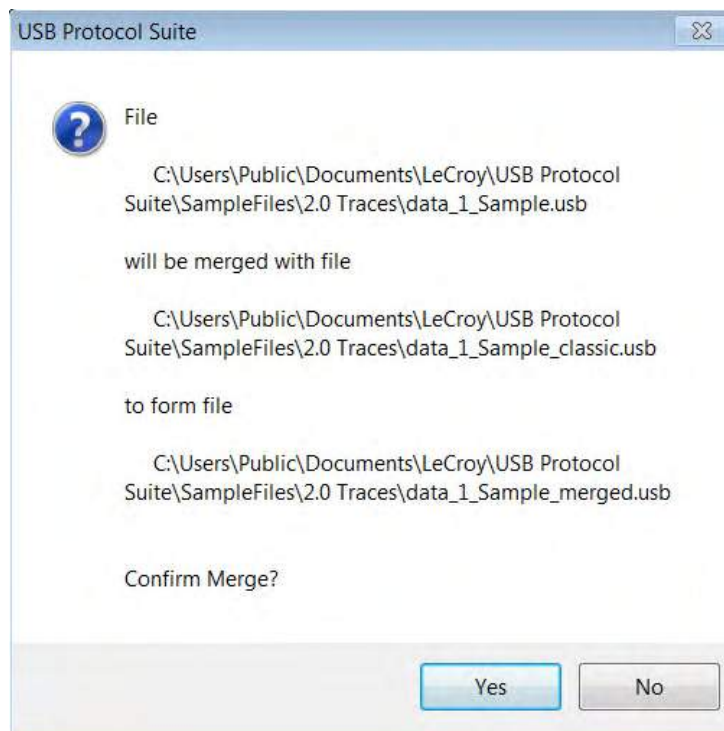 USB Protocol Suite
File
C:\Users\Public\Documents\LeCroy\USB Protocol
Suite\SampleFiles\2.0 Traces\data_1_Sample.usb
will be merged with file
C:\Users\Public\Documents\LeCroy\USB Protocol
Suite\SampleFiles\2.0 Traces\data_1_Sample_classic.usb
to form file
C:\Users\Public\Documents\LeCroy\USB Protocol
Suite\SampleFiles\2.0 Traces\data_1_Sample_merged.usb
Confirm Merge?
Yes
No